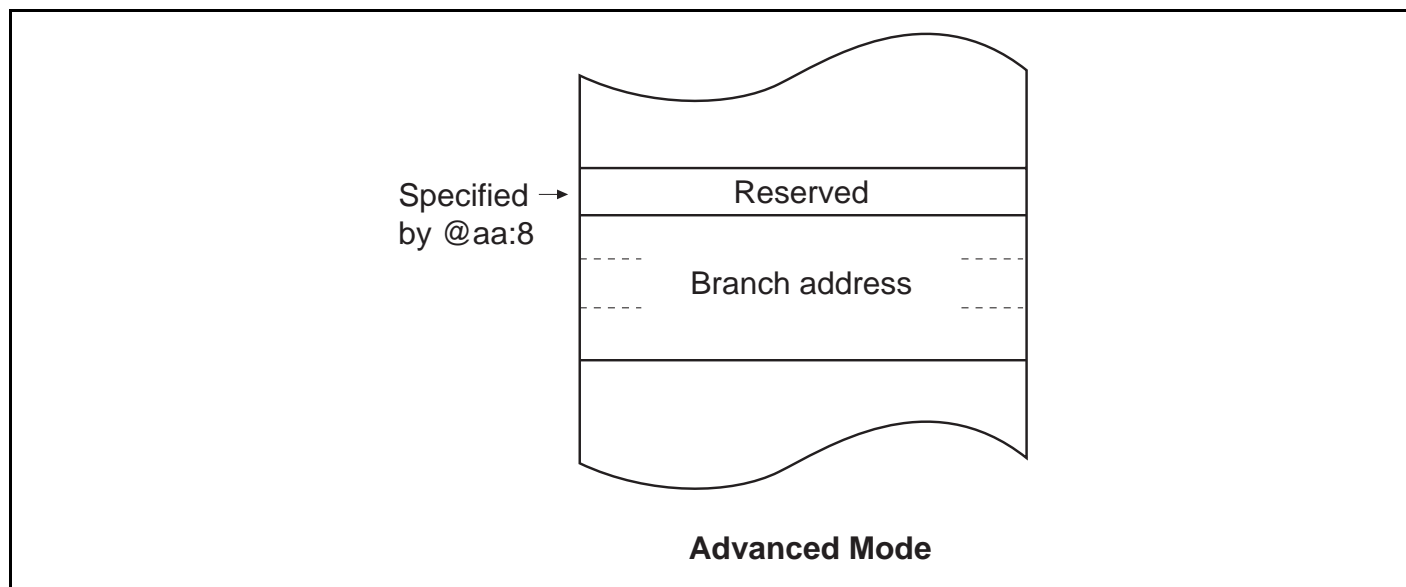 Reserved
Specified
by @aa:8
Branch address
Advanced Mode